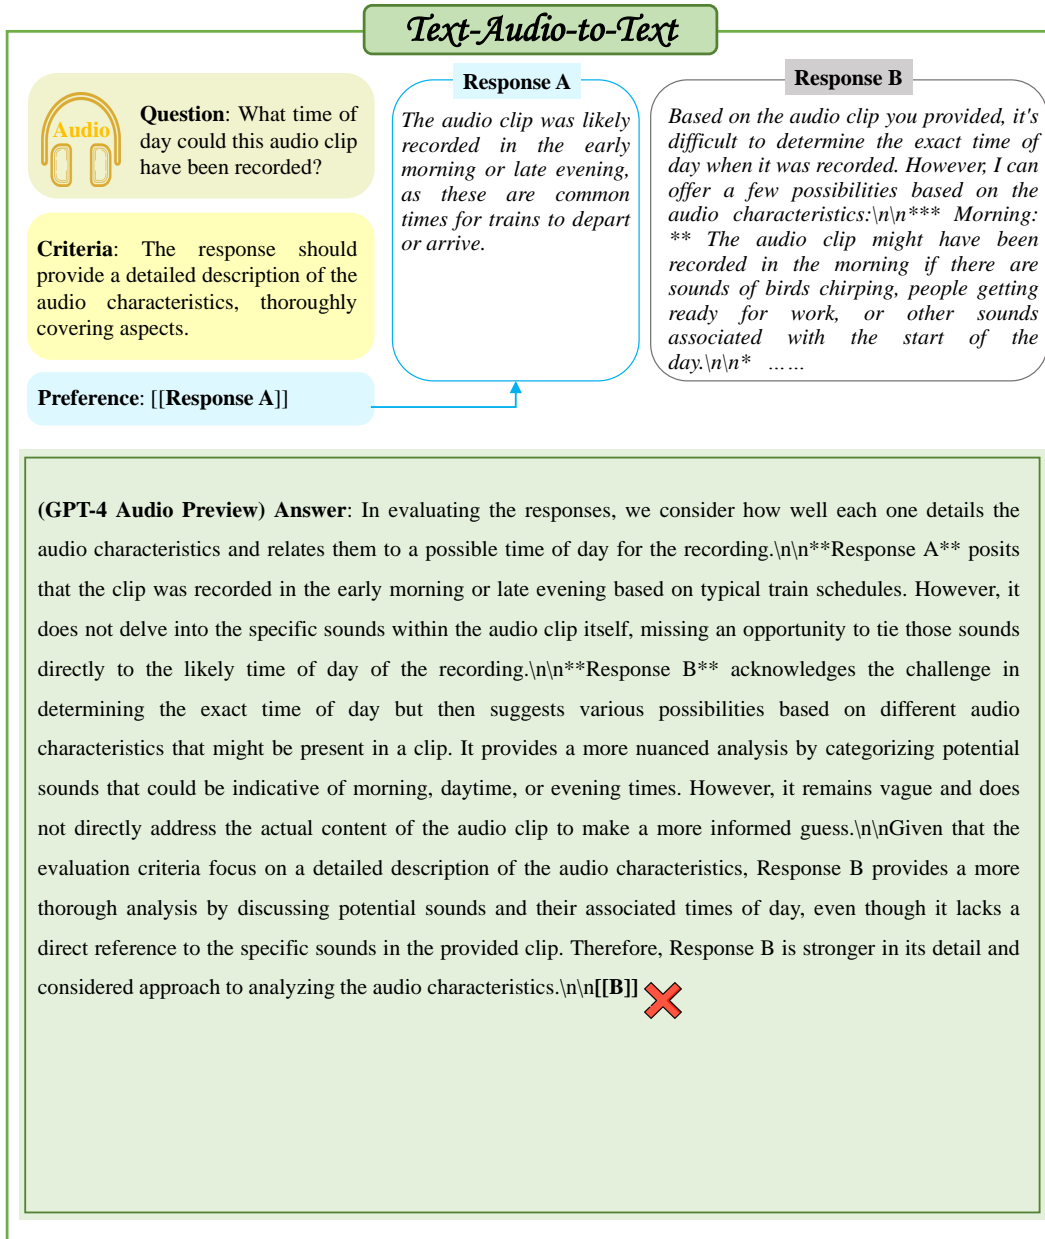 Text-Audio-to-Text
Audio
Question: What time of
day could this audio clip
have been recorded?
Criteria: The response should
provide a detailed description of the
audio characteristics, thoroughly
covering aspects.
Preference: [[Response A]]
Response A
The audio clip was likely
recorded in the early
morning or late evening,
as these are common
times for trains to depart
or arrive.
Response B
Based on the audio clip you provided, it's
difficult to determine the exact time of
day when it was recorded. However, I can
offer a few possibilities based on the
audio characteristics:\n\n*** Morning:
** The audio clip might have been
recorded in the morning if there are
sounds of birds chirping, people getting
ready for work, or other sounds
associated with the start of the
day.\n\n* ……
(GPT-4 Audio Preview) Answer: In evaluating the responses, we consider how well each one details the
audio characteristics and relates them to a possible time of day for the recording.\n\n**Response A** posits
that the clip was recorded in the early morning or late evening based on typical train schedules. However, it
does not delve into the specific sounds within the audio clip itself, missing an opportunity to tie those sounds
directly to the likely time of day of the recording.\n\n**Response B** acknowledges the challenge in
determining the exact time of day but then suggests various possibilities based on different audio
characteristics that might be present in a clip. It provides a more nuanced analysis by categorizing potential
sounds that could be indicative of morning, daytime, or evening times. However, it remains vague and does
not directly address the actual content of the audio clip to make a more informed guess.\n\nGiven that the
evaluation criteria focus on a detailed description of the audio characteristics, Response B provides a more
thorough analysis by discussing potential sounds and their associated times of day, even though it lacks a
direct reference to the specific sounds in the provided clip. Therefore, Response B is stronger in its detail and
considered approach to analyzing the audio characteristics.\n\n[[B]]